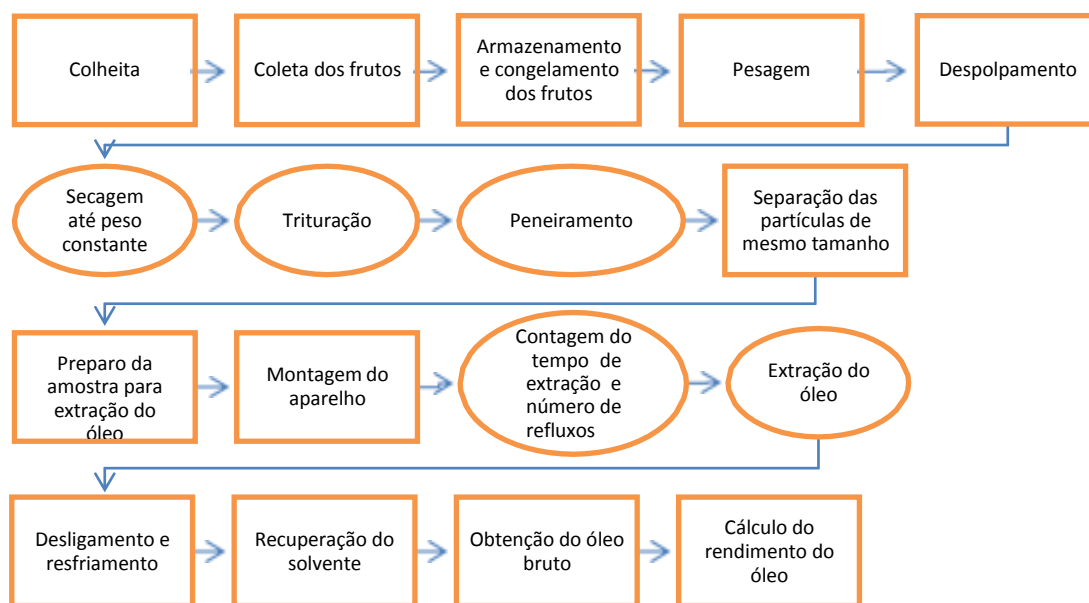 Colheita
Coleta dos frutos
Armazenamento
e congelamento
dos frutos
Pesagem
Despolpamento
Secagem
até peso
constante
Trituração
Peneiramento
Separação das
partículas de
mesmo tamanho
Preparo da
amostra para
extração do
óleo
Montagem do
aparelho
Contagem do
tempo de
extração e
número de
refluxos
Extração do
óleo
Desligamento e
resfriamento
Recuperação do
solvente
Obtenção do óleo
bruto
Cálculo do
rendimento do
óleo